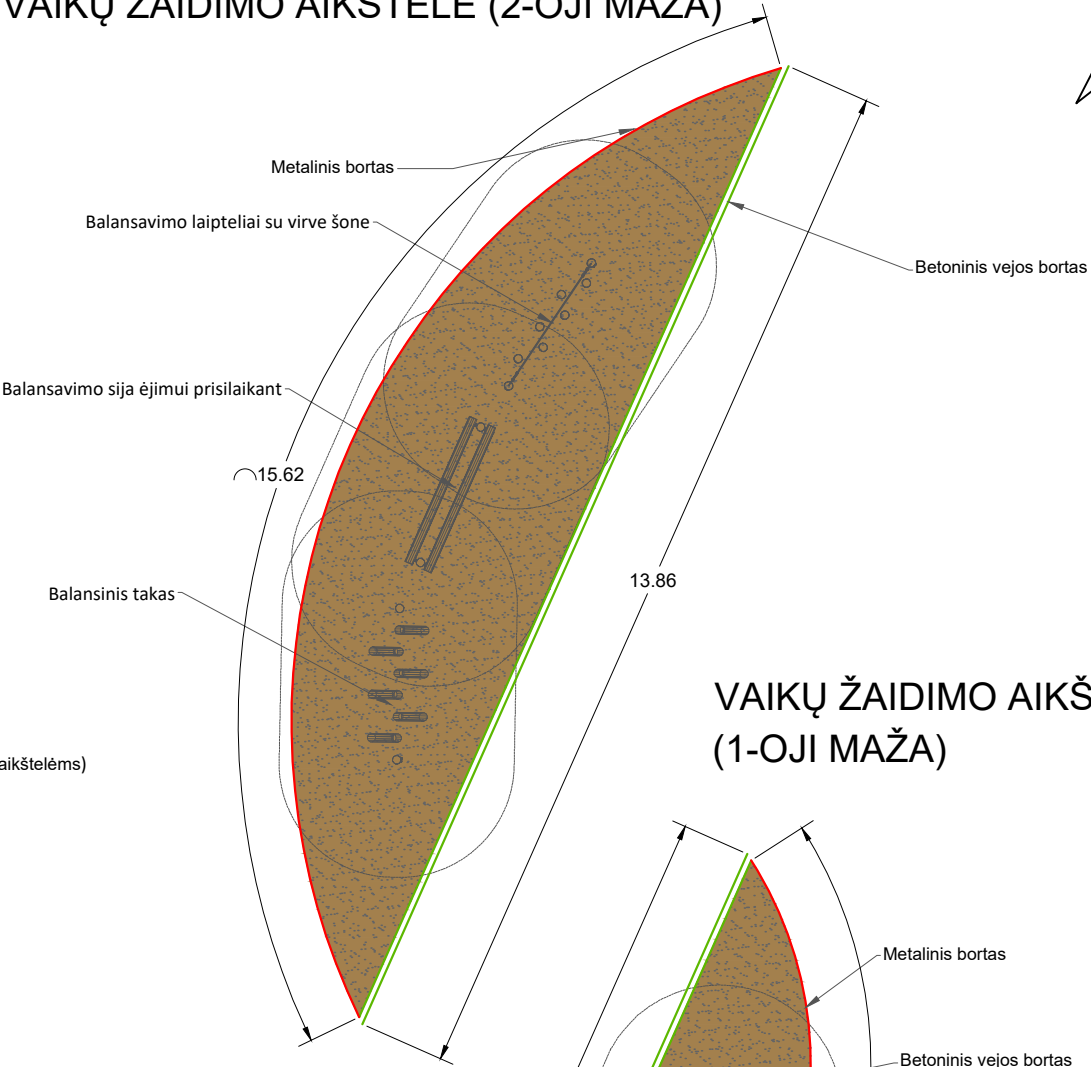 VAIKŲ ŽAIDIMO AIKŠTELĖ (2-OJI MAŽA)
Metalinis bortas
Balansavimo laipteliai su virve šone
Betoninis vejos bortas
Balansavimo sija ėjimui prisilaikant
15.62
13.86
Balansinis takas
VAIKŲ ŽAIDIMO AIKŠ
(1-OJI MAŽA)
aikštelėms)
Metalinis bortas
Betoninis vejos bortas